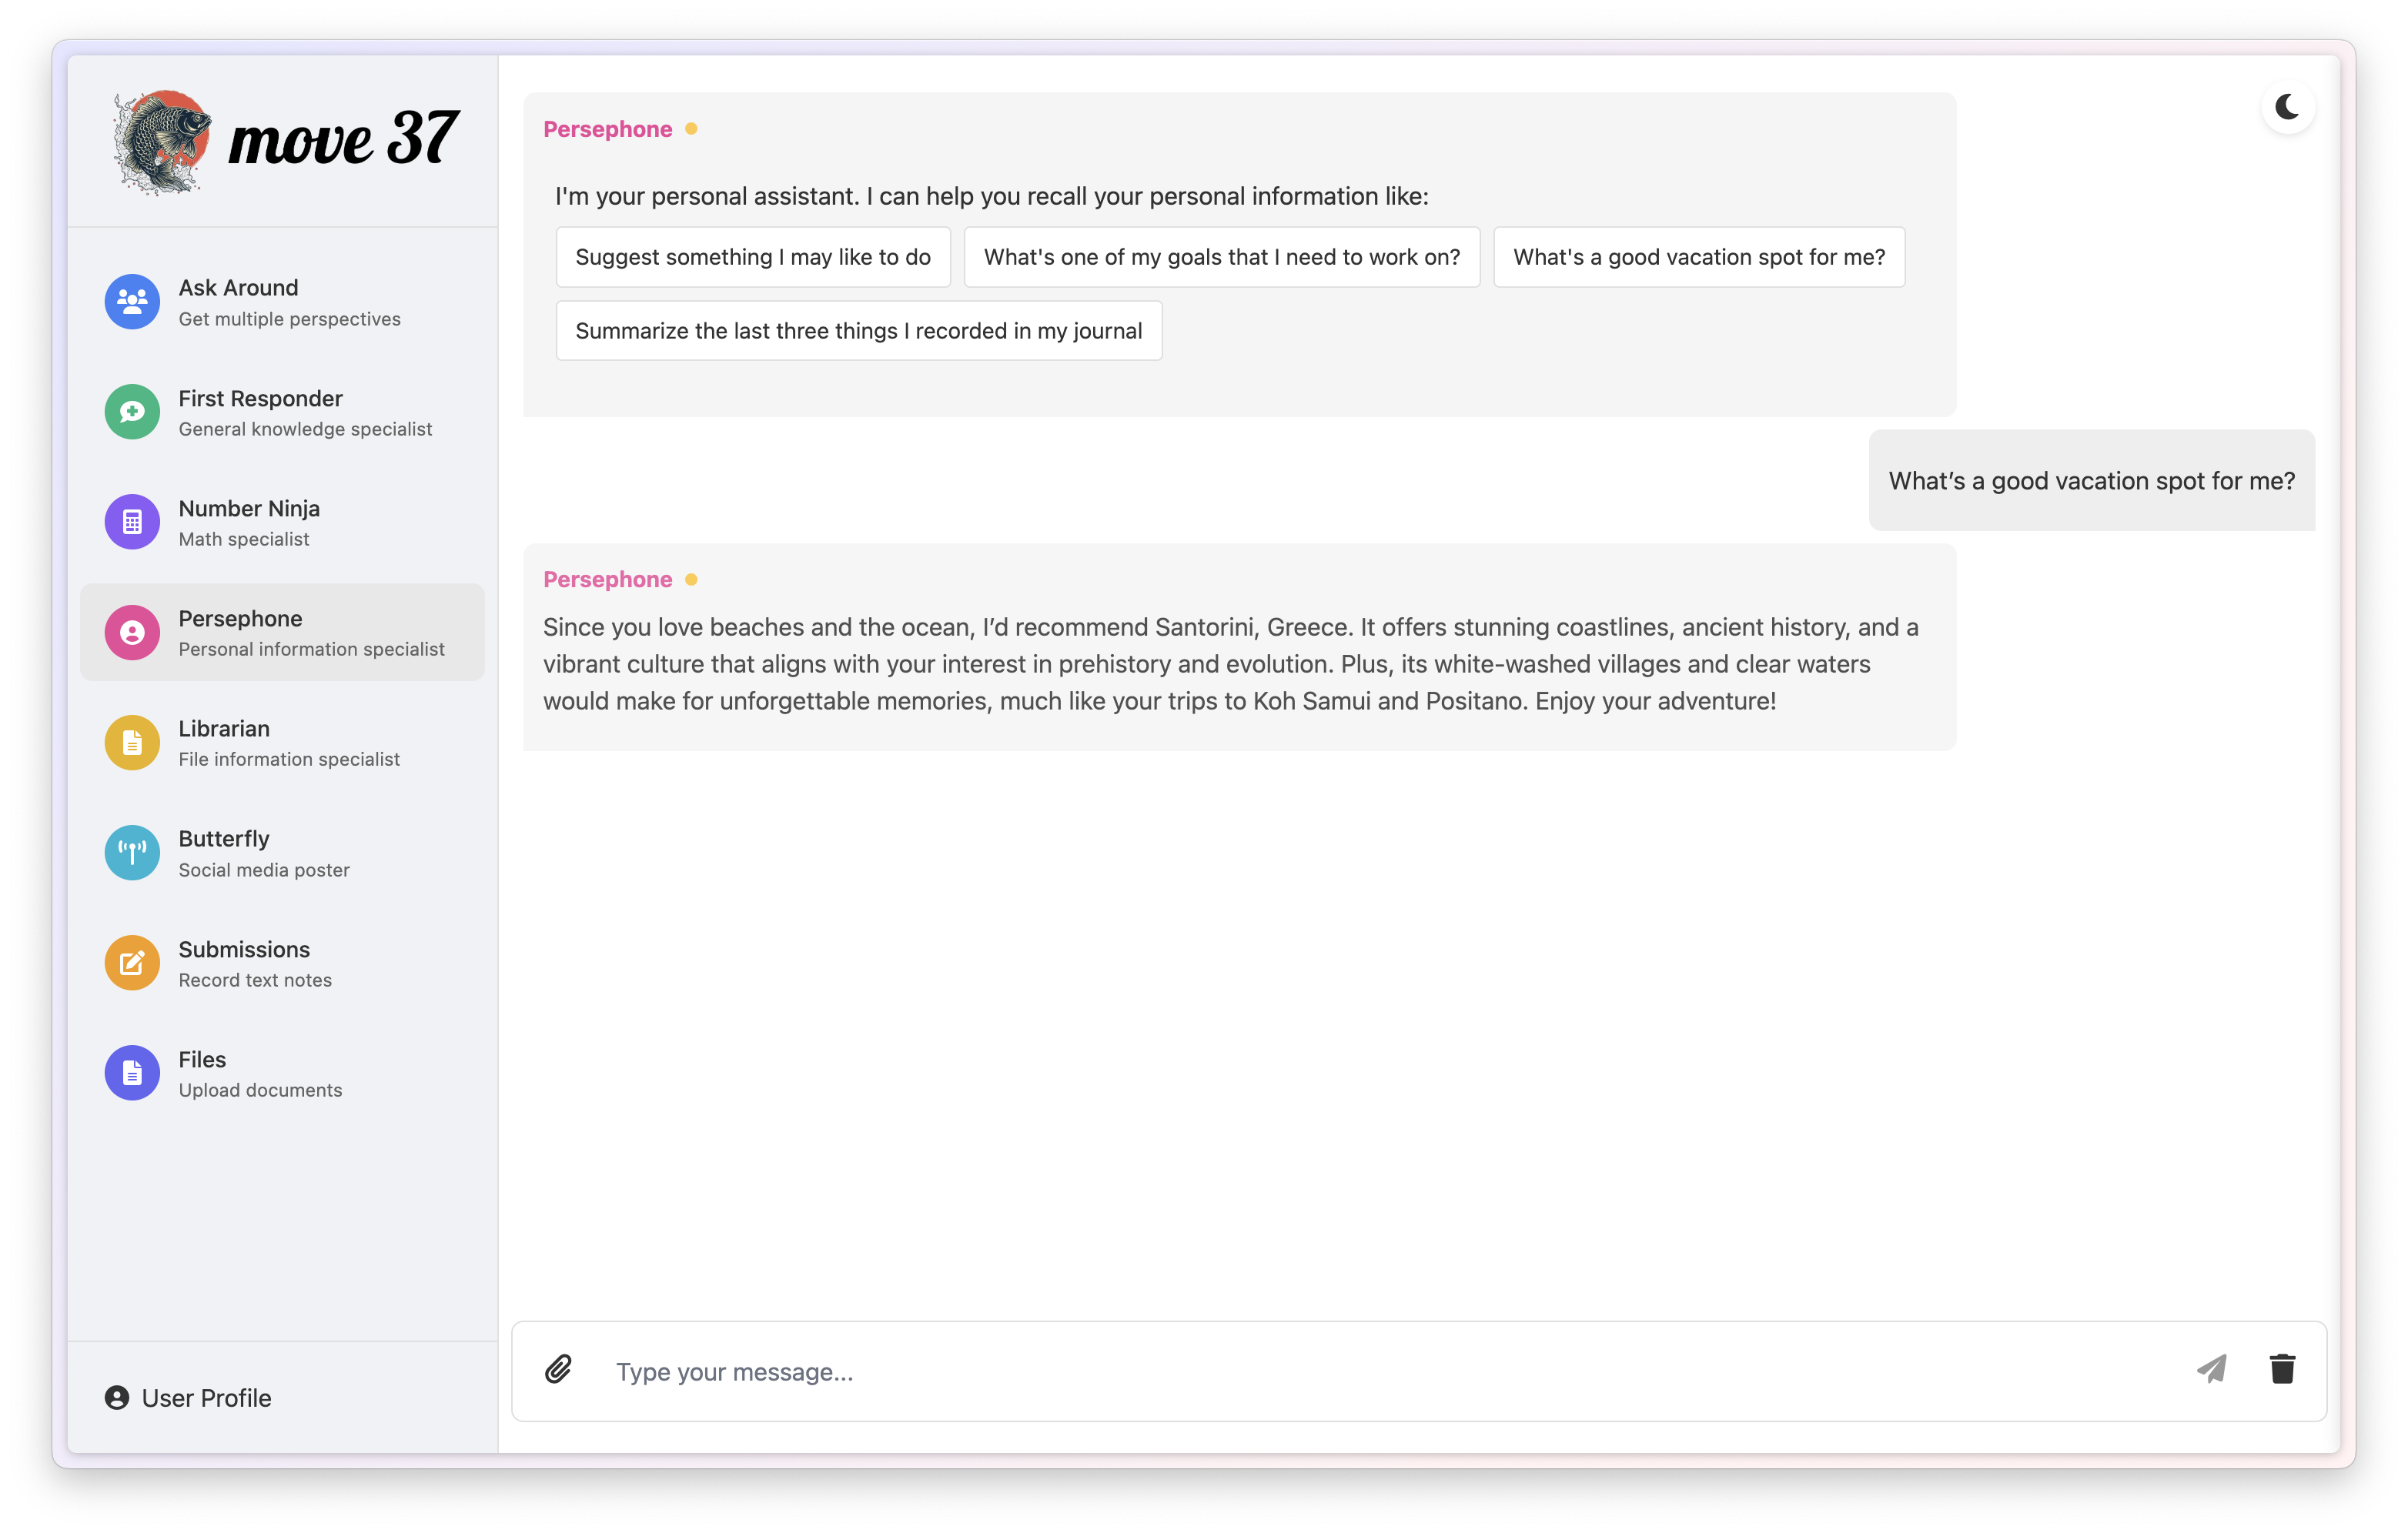 move 37
Ask Around
Get multiple perspectives
First Responder
General knowledge specialist
Number Ninja
Math specialist
Persephone
Personal information specialist
Librarian
File information specialist
Butterfly
Social media poster
Submissions
Record text notes
Files
Upload documents
User Profile
Persephone
I'm your personal assistant. I can help you recall your personal information like:
Suggest something I may like to do
What's one of my goals that I need to work on?
What's a good vacation spot for me?
Summarize the last three things I recorded in my journal
What’s a good vacation spot for me?
Persephone
Since you love beaches and the ocean, I’d recommend Santorini, Greece. It offers stunning coastlines, ancient history, and a
vibrant culture that aligns with your interest in prehistory and evolution. Plus, its white-washed villages and clear waters
would make for unforgettable memories, much like your trips to Koh Samui and Positano. Enjoy your adventure!
Type your message...